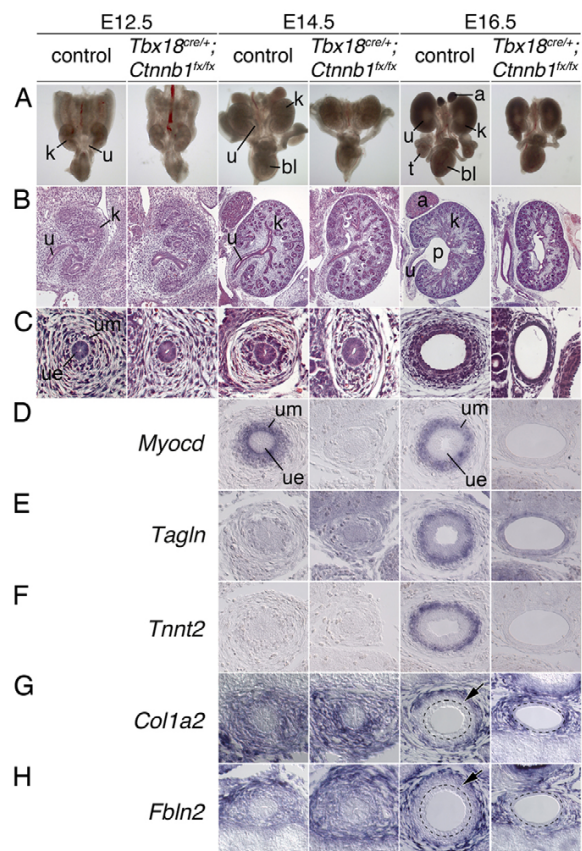 E12.5 E14.5 E16.5
control Tbx18cre/+; Ctnnb1fx/fx control Tbx18cre/+; Ctnnb1fx/fx control Tbx18cre/+; Ctnnb1fx/fx
A k u k u bl a u k t bl
B u k u k a k p u
C um ue
D Myocd um ue um ue
E Tagln
F Tnnt2
G Col1a2
H Fbln2